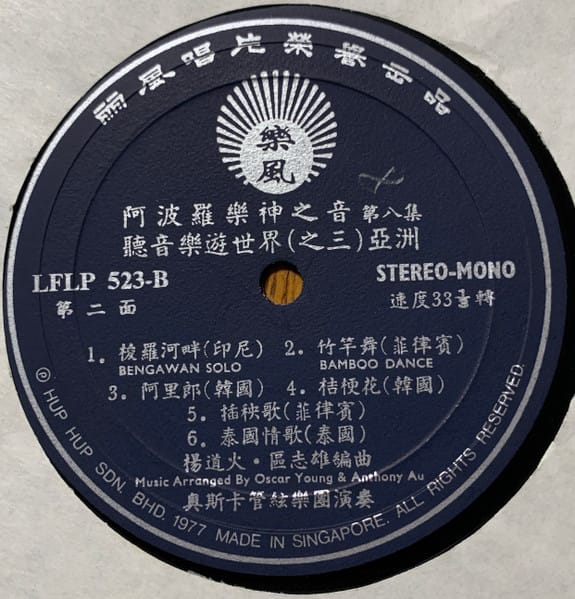 丽風唱片榮譽出品
樂風
阿波羅樂神之音 第八集
聽音樂遊世界(之三)亞洲
LFLP 523-B
第二面
STEREO-MONO
速度33⅓轉
1. 梭羅河畔(印尼) 2. 竹竿舞(菲律賓)
BENGAWAN SOLO BAMBOO DANCE
3. 阿里郎(韓國) 4. 桔梗花(韓國)
5. 插秧歌(菲律賓)
6. 泰國情歌(泰國)
揚道火・區志雄編曲
Music Arranged By Oscar Young & Anthony Au
奥斯卡管絃樂團演奏
℗ HUP HUP SDN. BHD. 1977 MADE IN SINGAPORE. ALL RIGHTS RESERVED.